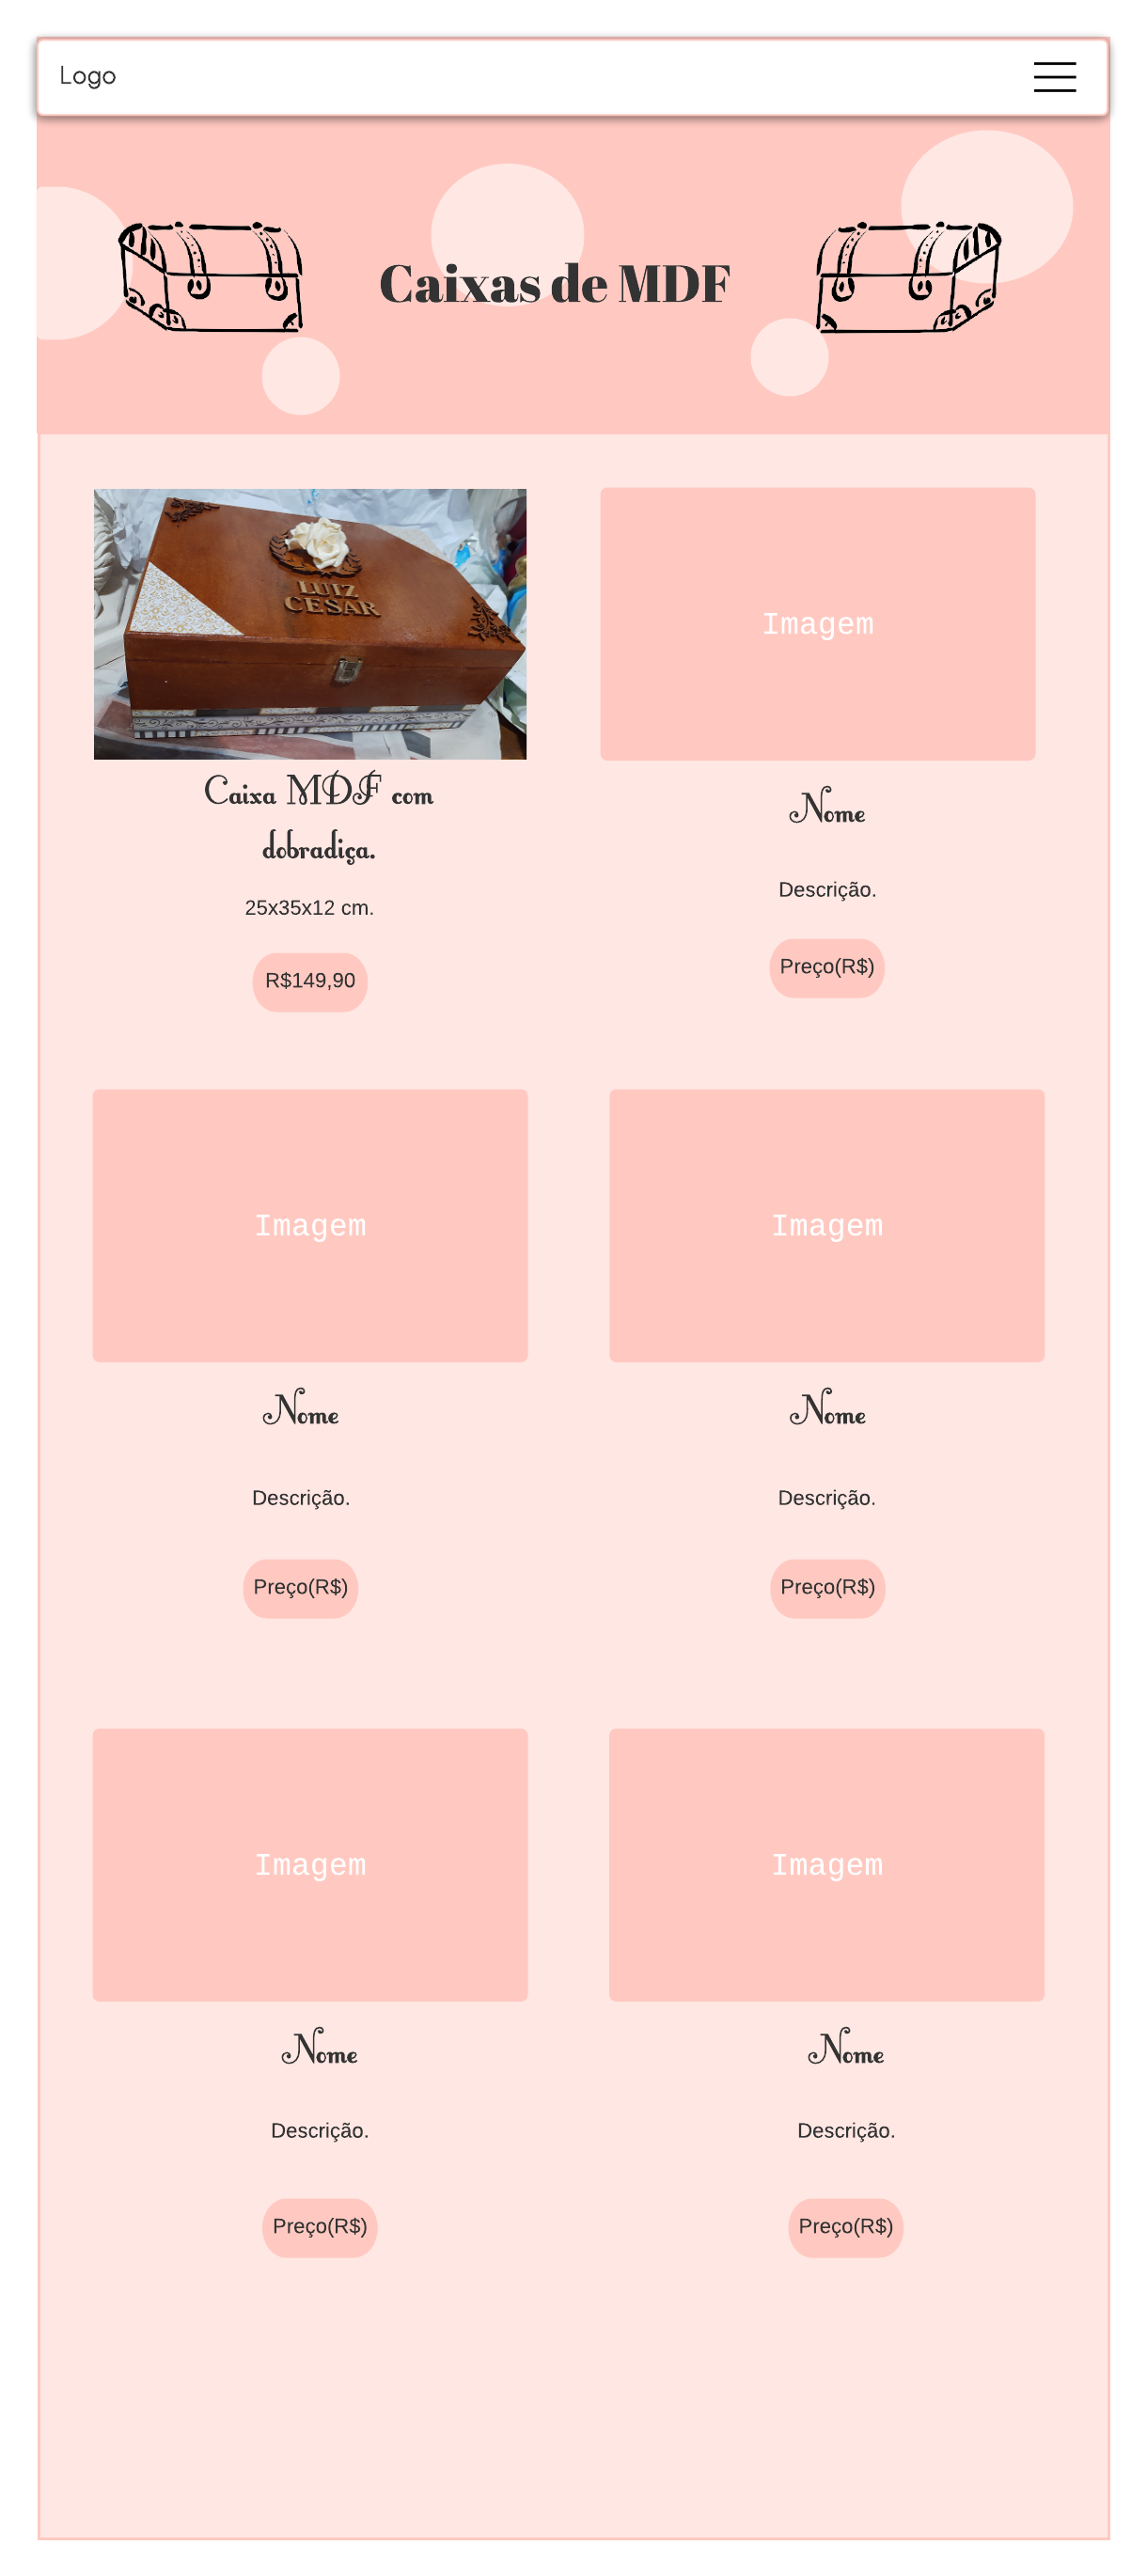 Logo
Caixas de MDF
LUIZ
CESAR
Imagem
Caixa MDF com
dobradiça.
25x35x12 cm.
R$149,90
Nome
Descrição.
Preço(R$)
Imagem
Imagem
Nome
Nome
Descrição.
Descrição.
Preço(R$)
Preço(R$)
Imagem
Imagem
Nome
Nome
Descrição.
Descrição.
Preço(R$)
Preço(R$)